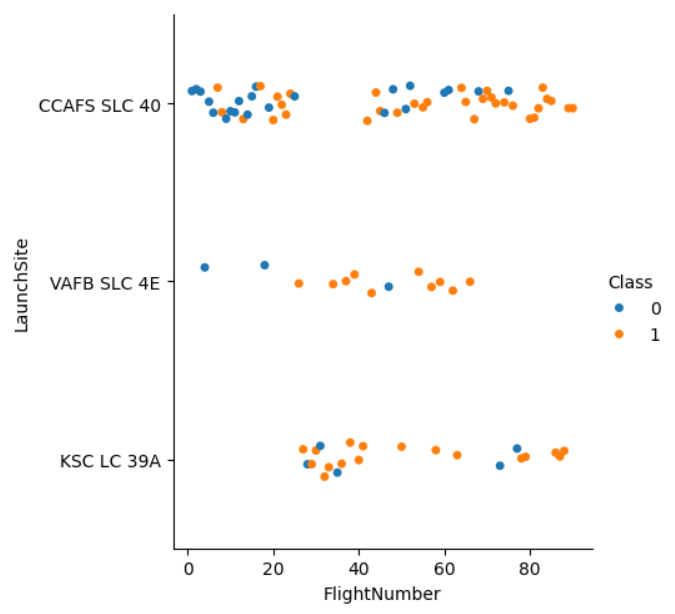 CCAFS SLC 40
VAFB SLC 4E
KSC LC 39A
LaunchSite
0 20 40 60 80
FlightNumber
Class
0
1